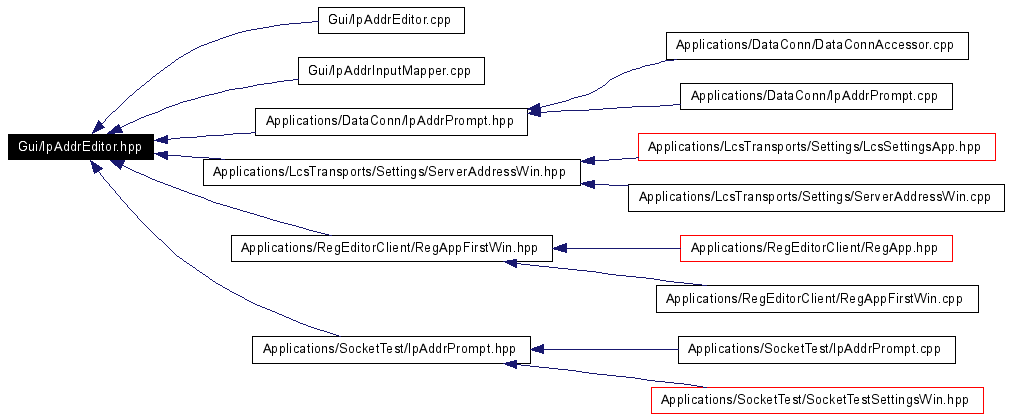 Gui/IpAddrEditor.cpp
Gui/IpAddrInputMapper.cpp
Applications/DataConn/DataConnAccessor.cpp
Applications/DataConn/IpAddrPrompt.cpp
Applications/DataConn/IpAddrPrompt.hpp
Gui/IpAddrEditor.hpp
Applications/LcsTransports/Settings/LcsSettingsApp.hpp
Applications/LcsTransports/Settings/ServerAddressWin.hpp
Applications/LcsTransports/Settings/ServerAddressWin.cpp
Applications/RegEditorClient/RegAppFirstWin.hpp
Applications/RegEditorClient/RegApp.hpp
Applications/RegEditorClient/RegAppFirstWin.cpp
Applications/SocketTest/IpAddrPrompt.hpp
Applications/SocketTest/IpAddrPrompt.cpp
Applications/SocketTest/SocketTestSettingsWin.hpp